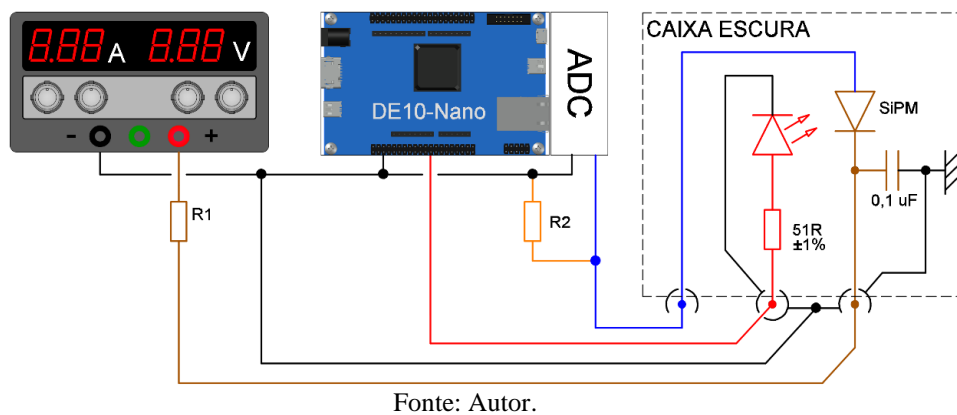 8.88 A 8.88 V
- +
DE10-Nano
ADC
CAIXA ESCURA
SiPM
0,1 uF
51R
±1%
R1
R2
Fonte: Autor.